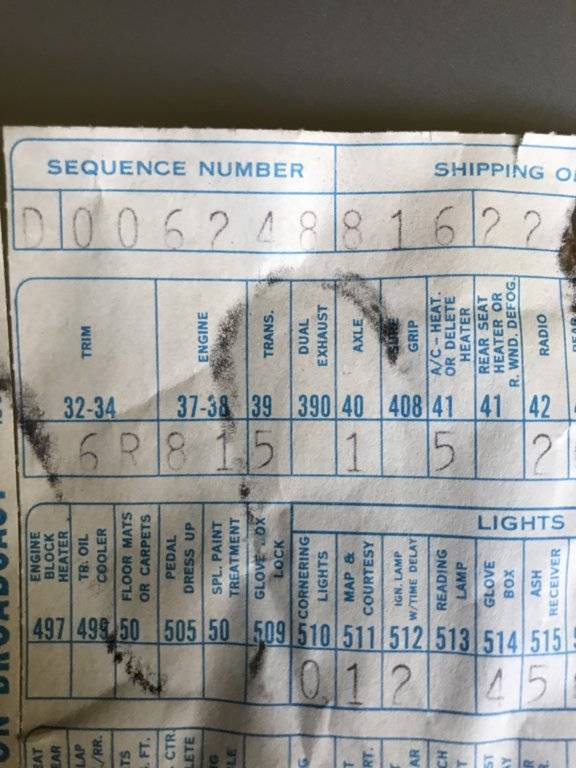 SEQUENCE NUMBER SHIPPING O
D 0 0 6 2 4 8 8 1 6 2 2
TRIM ENGINE TRANS. DUAL EXHAUST AXLE SURE GRIP A/C - HEAT. OR DELETE HEATER REAR SEAT HEATER OR R. WND. DEFOG. RADIO
32-34 37-38 39 390 40 408 41 41 42
6 R 8 1 5 1 5 2
LIGHTS
ENGINE BLOCK HEATER TR. OIL COOLER FLOOR MATS OR CARPETS PEDAL DRESS UP SPL. PAINT TREATMENT LOCK CORNERING LIGHTS MAP & COURTESY IGN. LAMP W/TIME DELAY READING LAMP GLOVE BOX ASH RECEIVER
497 499 50 505 50 509 510 511 512 513 514 515
0 1 2 4 5